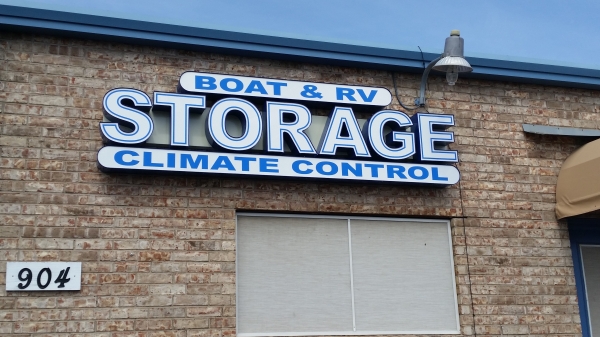 BOAT & RV
STORAGE
CLIMATE CONTROL
904